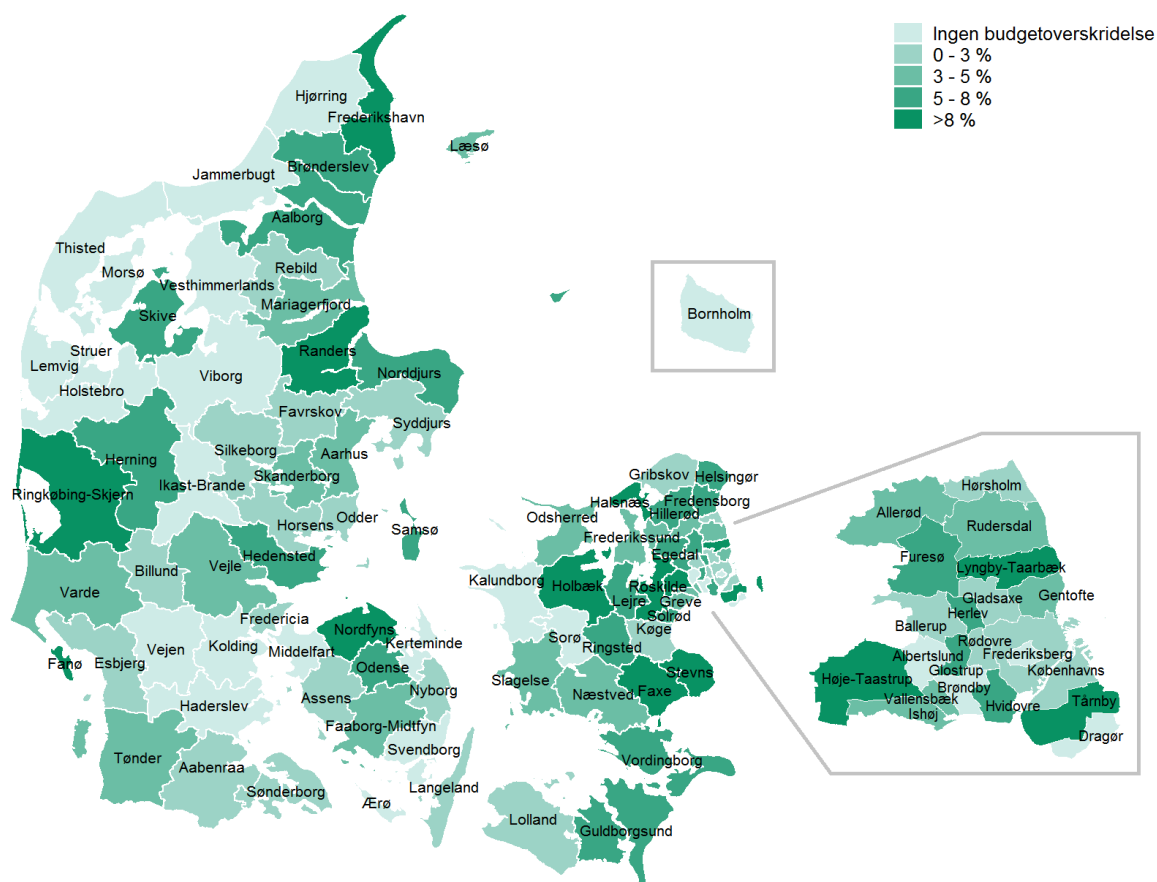 Ingen budgetoverskridelse
0 - 3 %
3 - 5 %
5 - 8 %
>8 %
Hjørring
Frederikshavn
Læsø
Brønderslev
Jammerbugt
Aalborg
Thisted
Rebild
Morsø
Vesthimmerlands
Mariagerfjord
Skive
Bornholm
Struer
Randers
Lemvig
Viborg
Norddjurs
Holstebro
Favrskov
Syddjurs
Silkeborg
Aarhus
Herning
Skanderborg
Ikast-Brande
Ringkøbing-Skjern
Odder
Horsens
Samsø
Hedensted
Billund
Vejle
Varde
Fredericia
Kolding
Vejen
Middelfart
Esbjerg
Fanø
Nordfyns
Kerteminde
Odense
Assens
Nyborg
Haderslev
Faaborg-Midtfyn
Svendborg
Tønder
Aabenraa
Sønderborg
Langeland
Ærø
Gribskov
Helsingør
Halsnæs
Fredensborg
Hillerød
Odsherred
Frederikssund
Egedal
Kalundborg
Holbæk
Roskilde
Lejre
Greve
Solrød
Køge
Sorø
Ringsted
Stevns
Slagelse
Næstved
Faxe
Vordingborg
Lolland
Guldborgsund
Hørsholm
Allerød
Rudersdal
Furesø
Lyngby-Taarbæk
Gladsaxe
Gentofte
Herlev
Ballerup
Rødovre
Albertslund
Frederiksberg
Glostrup
Københavns
Høje-Taastrup
Brøndby
Vallensbæk
Hvidovre
Tårnby
Ishøj
Dragør